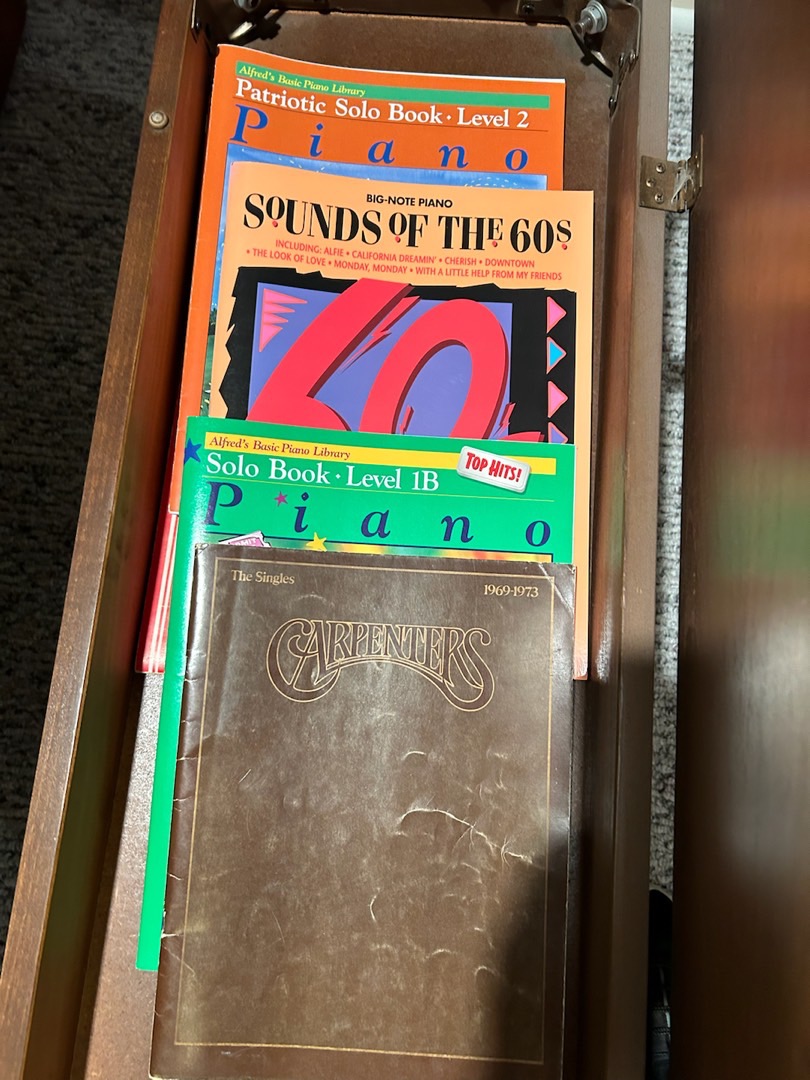 Alfred's Basic Piano Library
Patriotic Solo Book · Level 2
Piano
BIG-NOTE PIANO
SOUNDS OF THE 60s
INCLUDING: ALFIE • CALIFORNIA DREAMIN' • CHERISH • DOWNTOWN
• THE LOOK OF LOVE • MONDAY, MONDAY • WITH A LITTLE HELP FROM MY FRIENDS
60s
Alfred's Basic Piano Library
TOP HITS!
Solo Book · Level 1B
Piano
The Singles
1969-1973
CARPENTERS